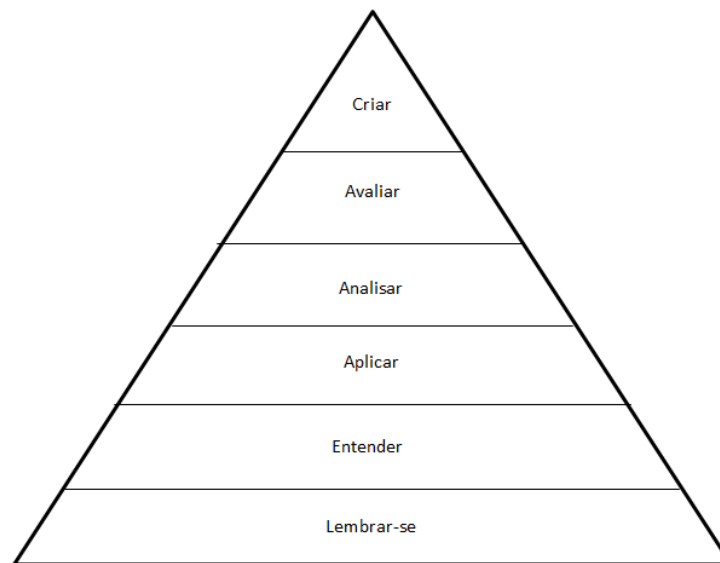 Criar
Avaliar
Analisar
Aplicar
Entender
Lembrar-se